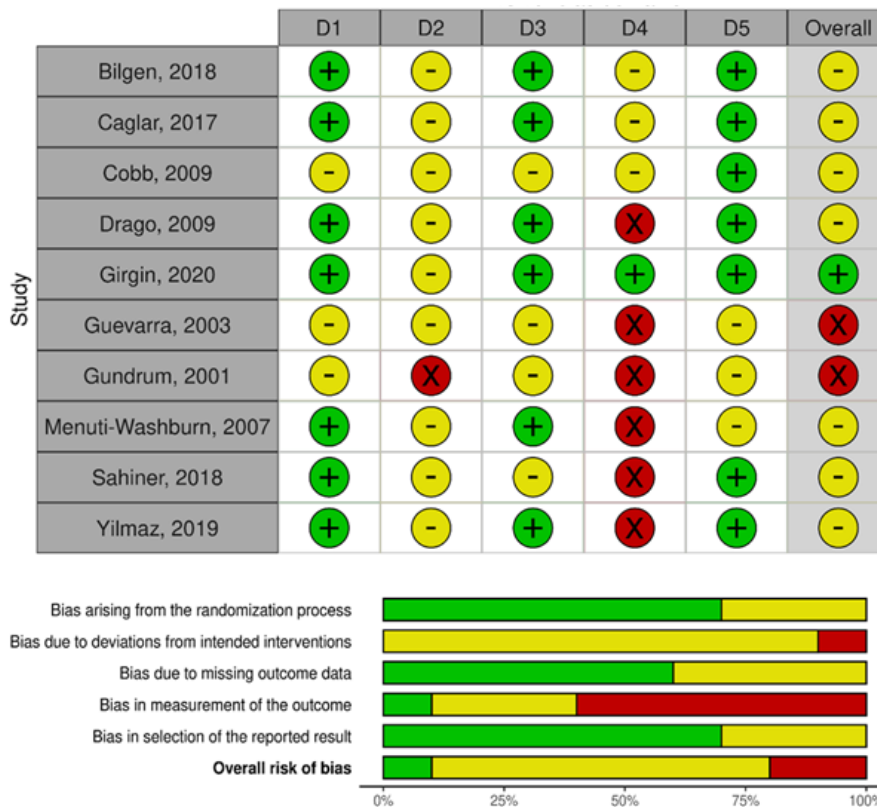 D1 D2 D3 D4 D5 Overall
Study
Bilgen, 2018 + - + - + -
Caglar, 2017 + - + - + -
Cobb, 2009 - - - - + -
Drago, 2009 + - + X + -
Girgin, 2020 + - + + + +
Guevarra, 2003 - - - X - X
Gundrum, 2001 - X - X - X
Menuti-Washburn, 2007 + - + X - -
Sahiner, 2018 + - - X + -
Yilmaz, 2019 + - + X + -
Bias arising from the randomization process
Bias due to deviations from intended interventions
Bias due to missing outcome data
Bias in measurement of the outcome
Bias in selection of the reported result
Overall risk of bias
0% 25% 50% 75% 100%